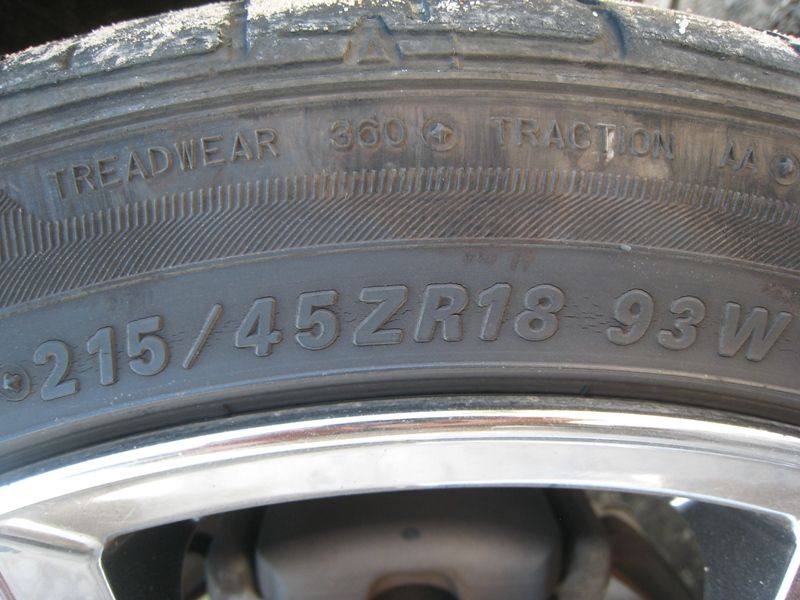 TREADWEAR 360 TRACTION AA
215/45ZR18 93W